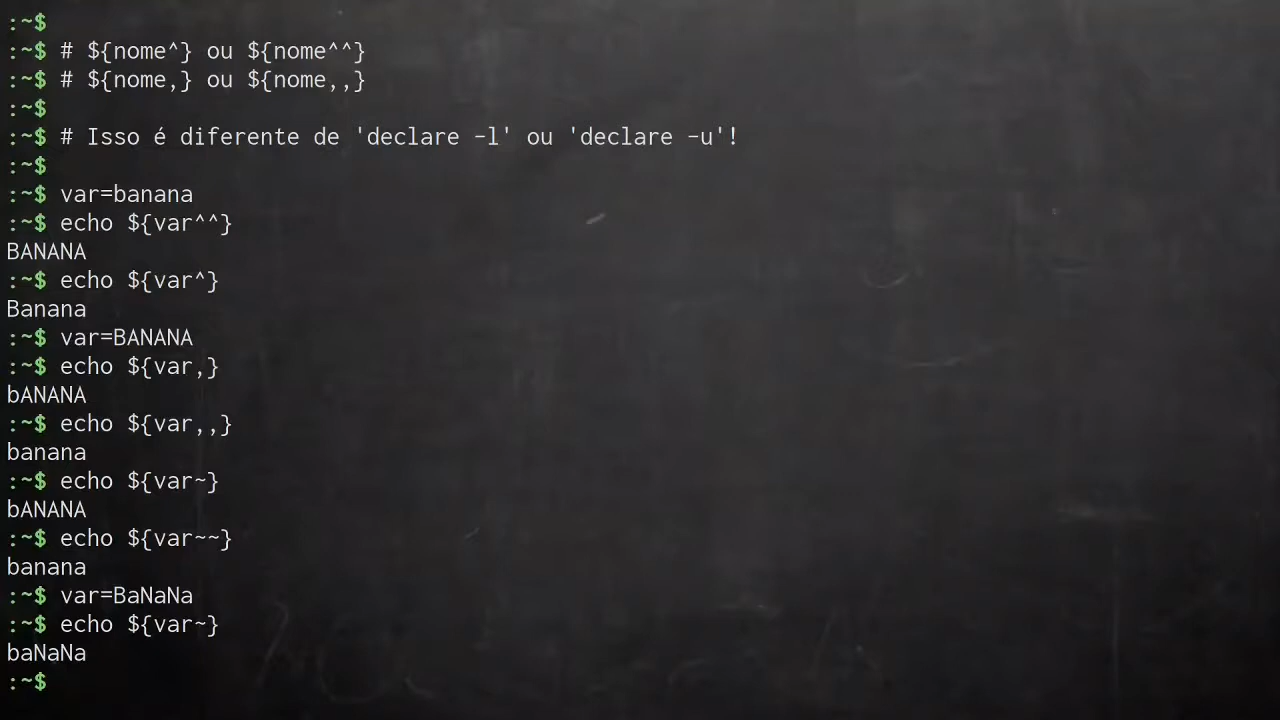 :~$
:~$ # ${nome^} ou ${nome^^}
:~$ # ${nome,} ou ${nome,,}
:~$
:~$ # Isso é diferente de 'declare -l' ou 'declare -u'!
:~$
:~$ var=banana
:~$ echo ${var^^}
BANANA
:~$ echo ${var^}
Banana
:~$ var=BANANA
:~$ echo ${var,}
bANANA
:~$ echo ${var,,}
banana
:~$ echo ${var~}
bANANA
:~$ echo ${var~~}
banana
:~$ var=BaNaNa
:~$ echo ${var~}
baNaNa
:~$